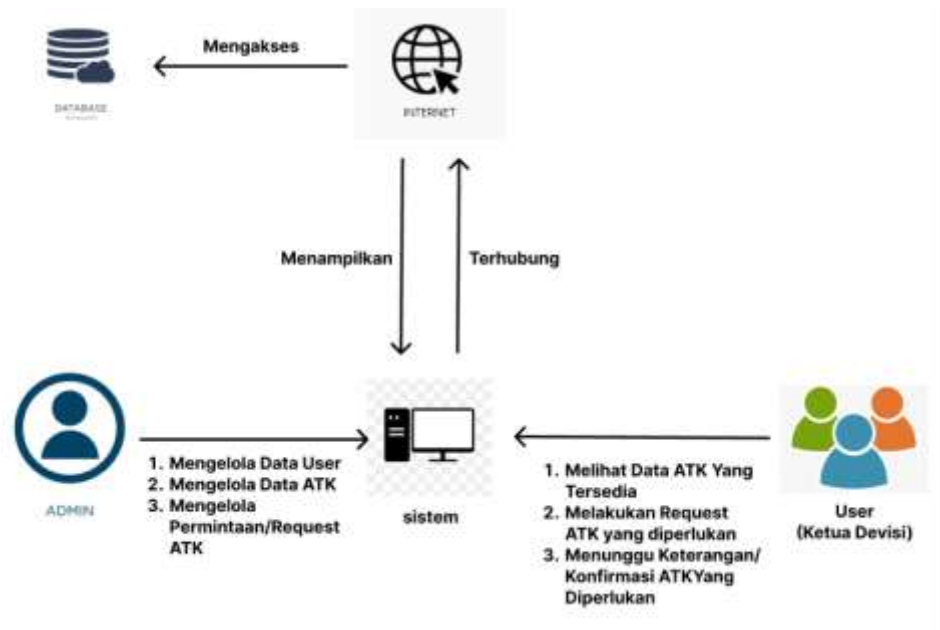 Mengakses
DATABASE
INTERNET
Menampilkan
Terhubung
ADMIN
1. Mengelola Data User
2. Mengelola Data ATK
3. Mengelola
Permintaan/Request
ATK
sistem
1. Melihat Data ATK Yang
Tersedia
2. Melakukan Request
ATK yang diperlukan
3. Menunggu Keterangan/
Konfirmasi ATKYang
Diperlukan
User
(Ketua Devisi)